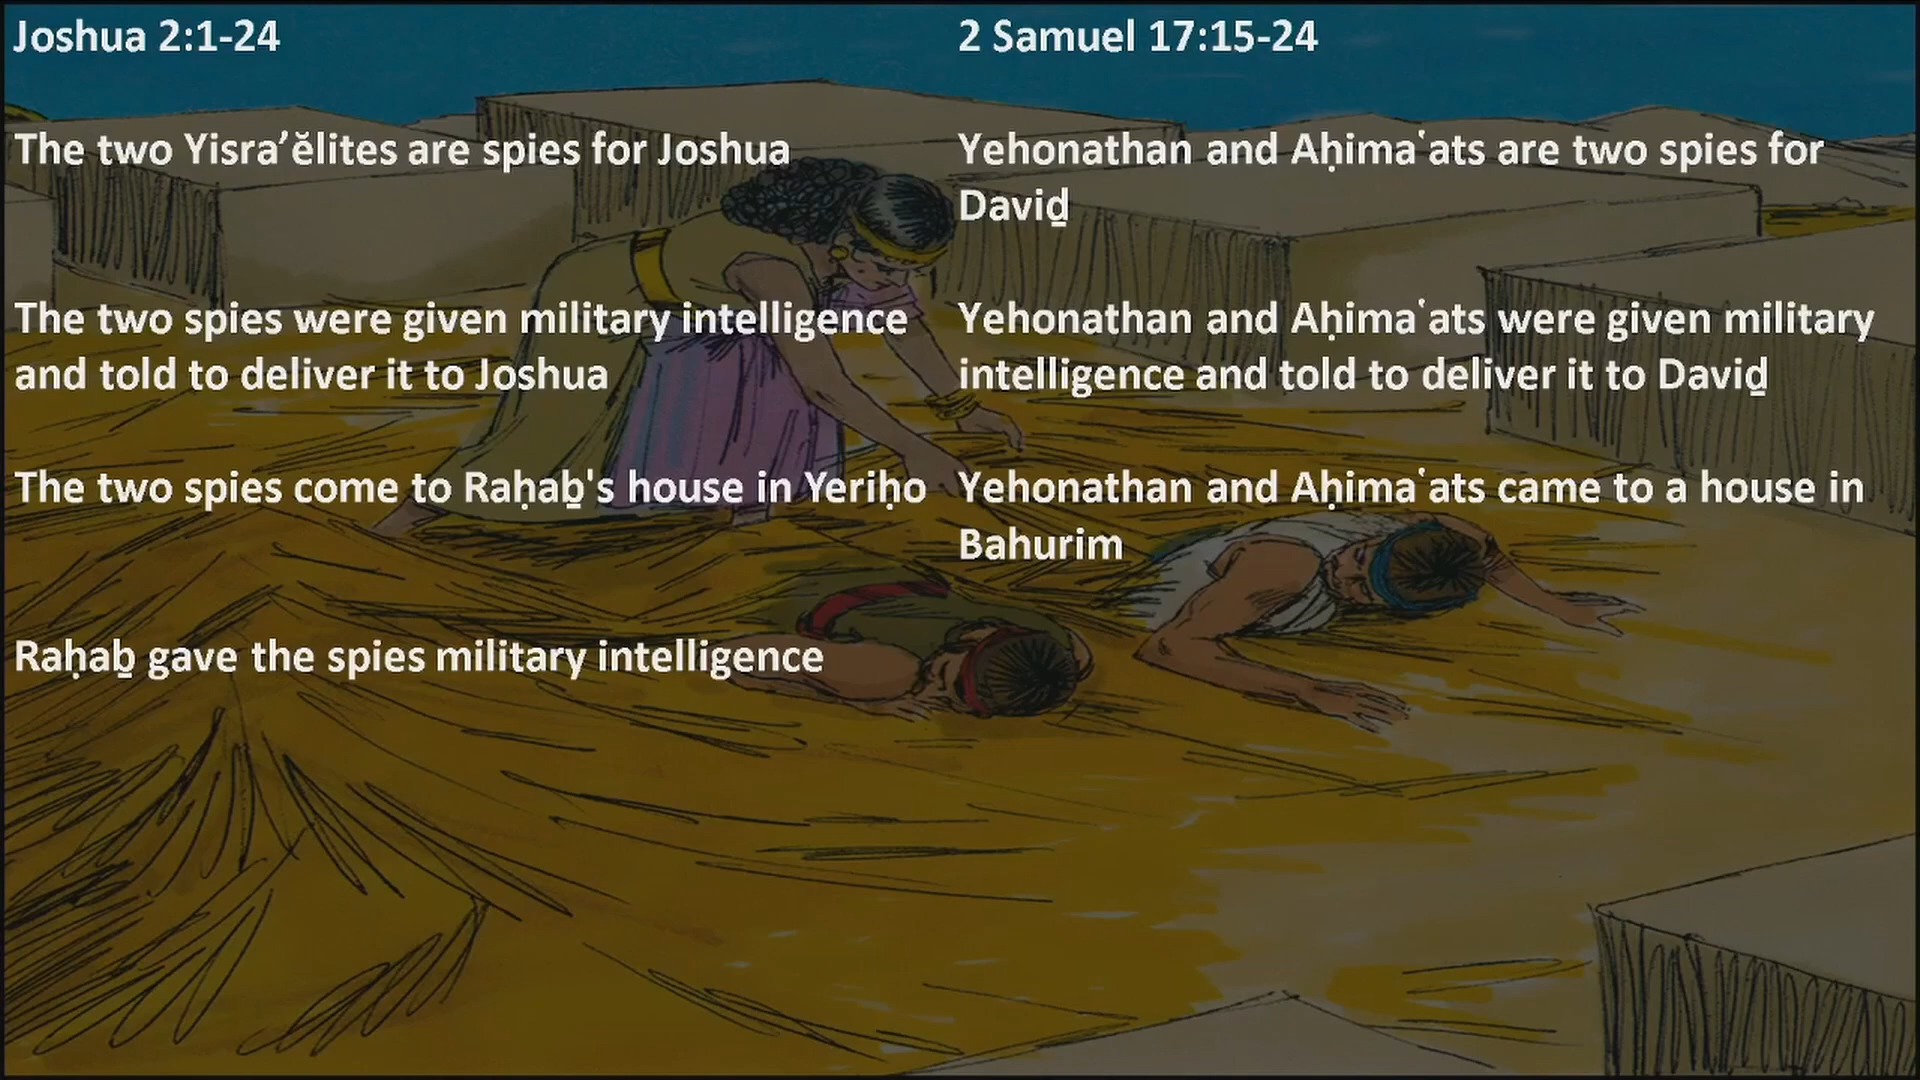 Joshua 2:1-24
The two Yisra’ĕlites are spies for Joshua
The two spies were given military intelligence
and told to deliver it to Joshua
The two spies come to Raḥaḇ's house in Yeriḥo
Raḥaḇ gave the spies military intelligence
2 Samuel 17:15-24
Yehonathan and Aḥimaʽats are two spies for
Daviḏ
Yehonathan and Aḥimaʽats were given military
intelligence and told to deliver it to Daviḏ
Yehonathan and Aḥimaʽats came to a house in
Bahurim